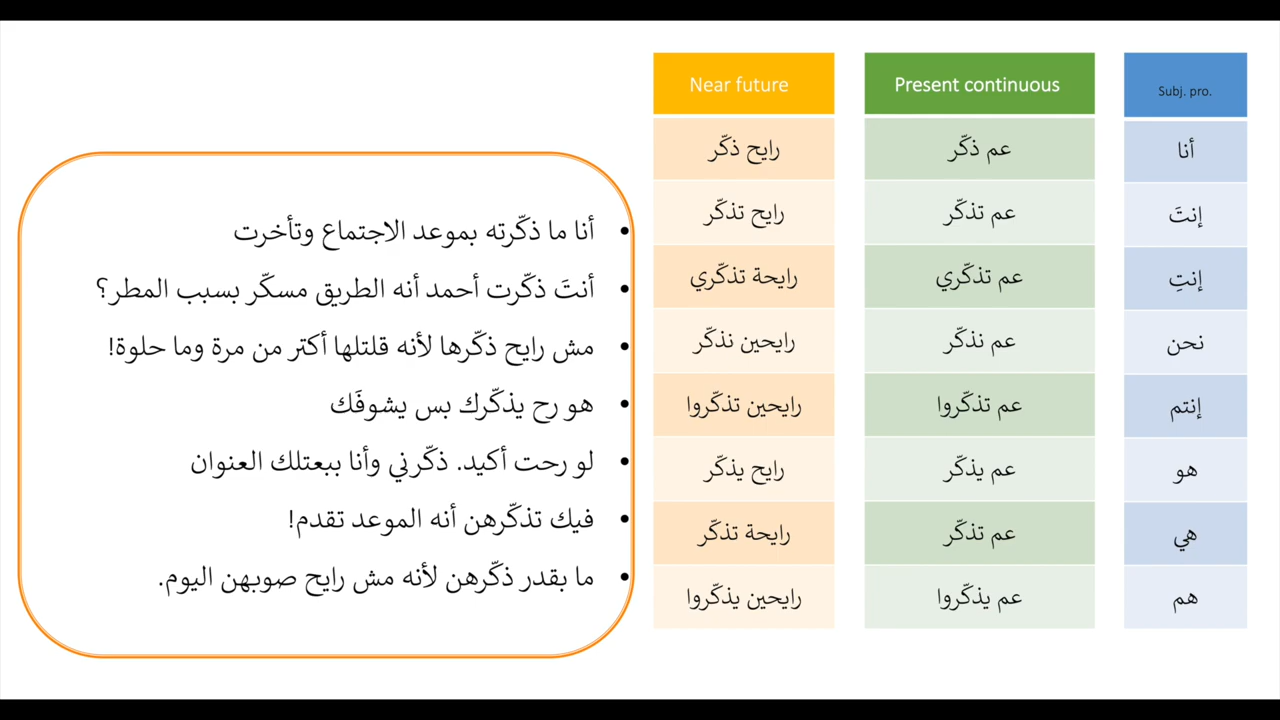 Near future Present continuous Subj. pro.
رايح ذكّر عم ذكّر أنا
رايح تذكّر عم تذكّر إنتَ
رايحة تذكّري عم تذكّري إنتِ
رايحين نذكّر عم نذكّر نحن
رايحين تذكّروا عم تذكّروا إنتم
رايح يذكّر عم يذكّر هو
رايحة تذكّر عم تذكّر هي
رايحين يذكّروا عم يذكّروا هم
• أنا ما ذكّرته بموعد الاجتماع وتأخرت
• أنتَ ذكّرت أحمد أنه الطريق مسكّر بسبب المطر؟
• مش رايح ذكّرها لأنه قلتلها أكتر من مرة وما حلوة!
• هو رح يذكّرك بس يشوفَك
• لو رحت أكيد. ذكّرني وأنا ببعتلك العنوان
• فيك تذكّرهن أنه الموعد تقدم!
• ما بقدر ذكّرهن لأنه مش رايح صوبهن اليوم.